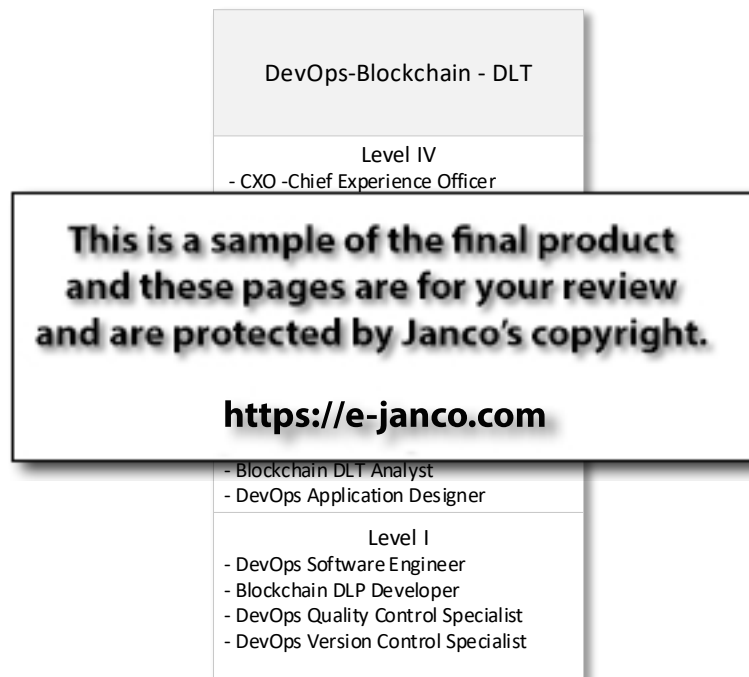 DevOps-Blockchain - DLT
Level IV
- CXO -Chief Experience Officer
This is a sample of the final product
and these pages are for your review
and are protected by Janco's copyright.
https://e-janco.com
- Blockchain DLT Analyst
- DevOps Application Designer
Level I
- DevOps Software Engineer
- Blockchain DLP Developer
- DevOps Quality Control Specialist
- DevOps Version Control Specialist